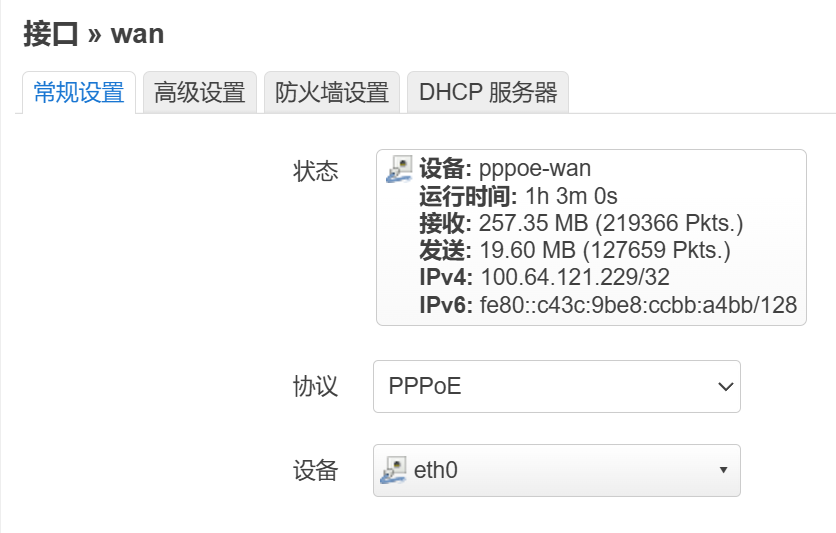 接口 » wan
常规设置 高级设置 防火墙设置 DHCP 服务器
状态
设备: pppoe-wan
运行时间: 1h 3m 0s
接收: 257.35 MB (219366 Pkts.)
发送: 19.60 MB (127659 Pkts.)
IPv4: 100.64.121.229/32
IPv6: fe80::c43c:9be8:ccbb:a4bb/128
协议 PPPoE
设备 eth0